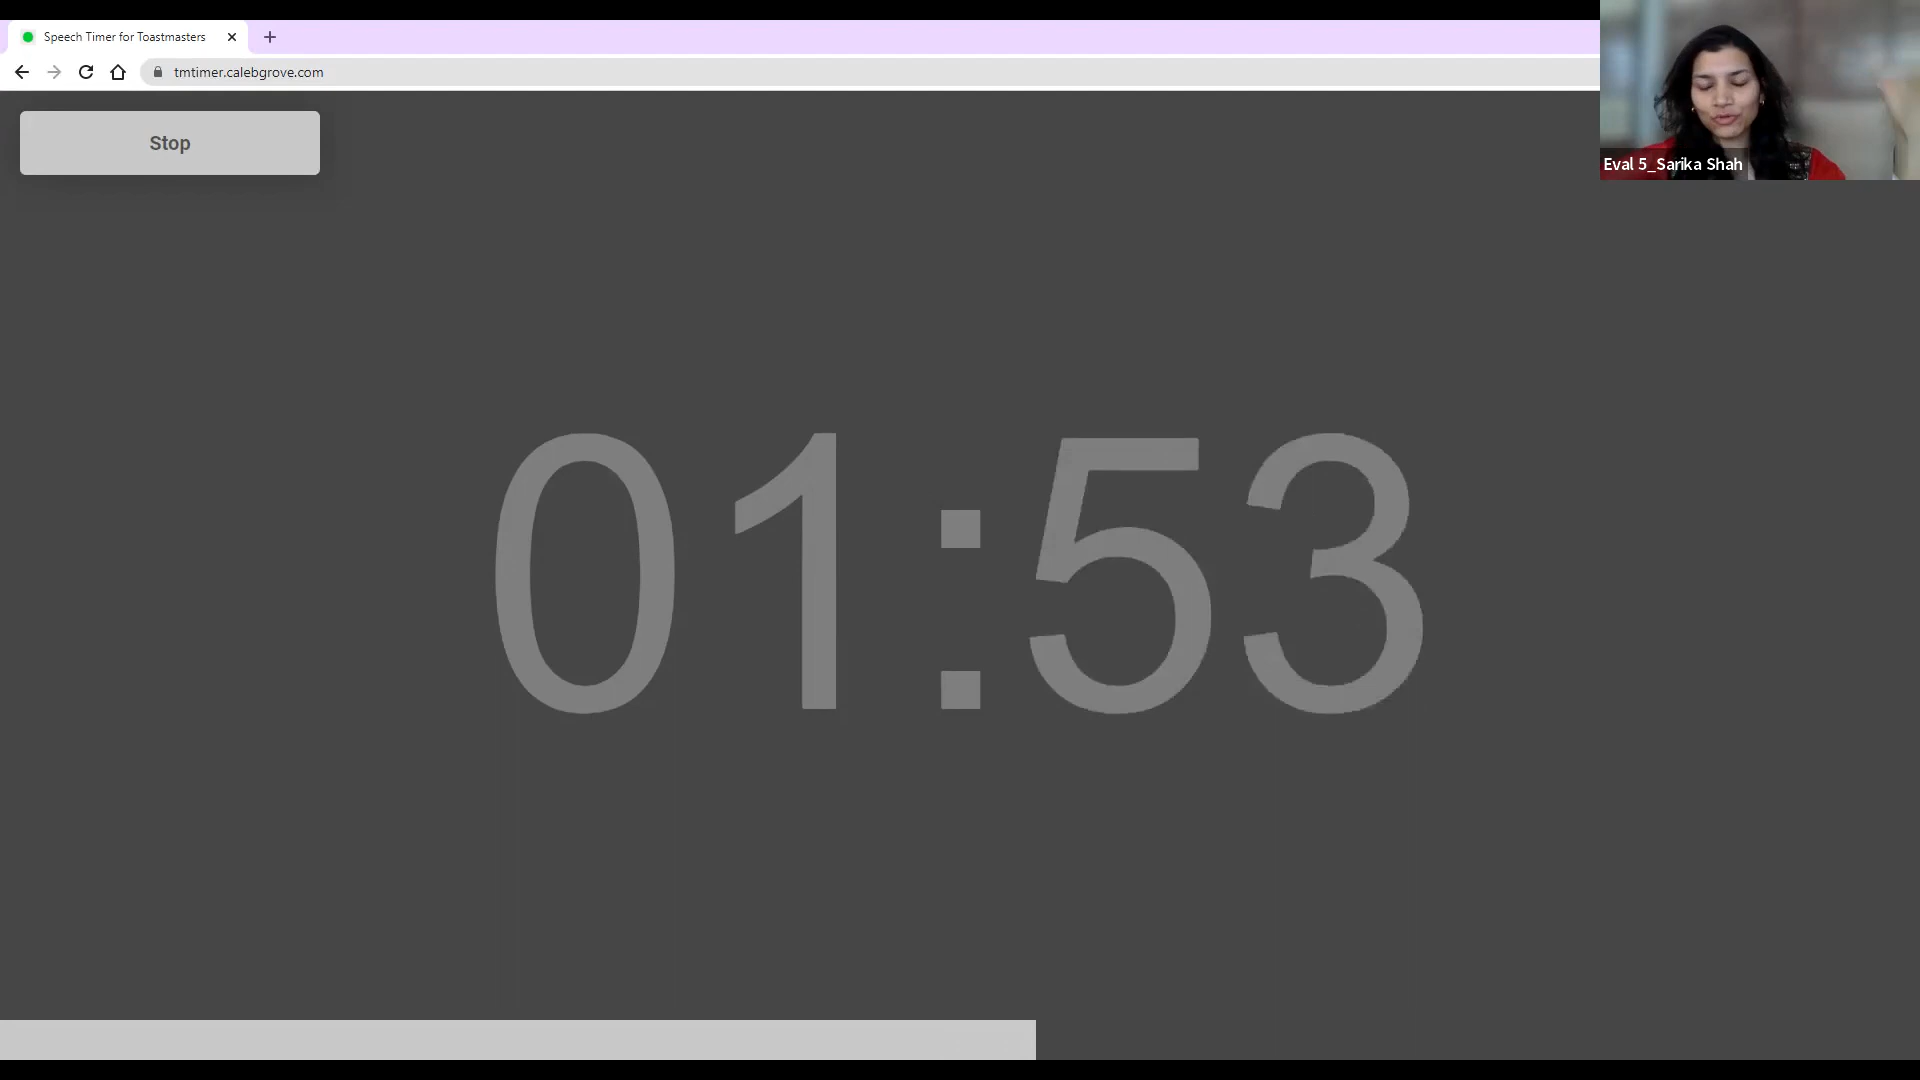 Speech Timer for Toastmasters
tmtimer.calebgrove.com
Stop
Eval 5_Sarika Shah
01:53